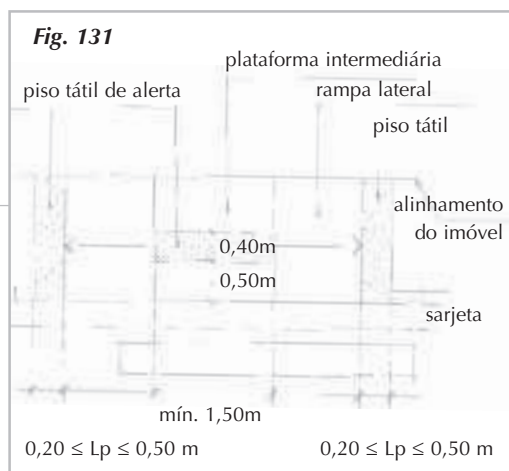 Fig. 131
plataforma intermediária
piso tátil de alerta
rampa lateral
piso tátil
alinhamento
do imóvel
0,40m
0,50m
sarjeta
mín. 1,50m
0,20 ≤ Lp ≤ 0,50 m
0,20 ≤ Lp ≤ 0,50 m